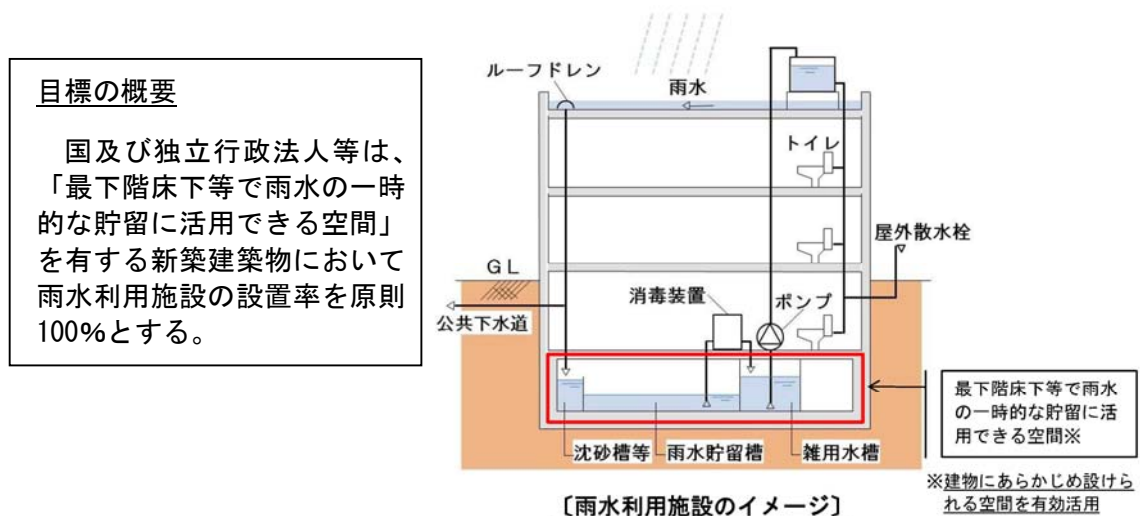 目標の概要
国及び独立行政法人等は、
「最下階床下等で雨水の一時
的な貯留に活用できる空間」
を有する新築建築物において
雨水利用施設の設置率を原則
100%とする。
ルーフドレン
雨水
トイレ
屋外散水栓
GL
消毒装置
ポンプ
公共下水道
沈砂槽等
雨水貯留槽
雑用水槽
最下階床下等で雨水
の一時的な貯留に活
用できる空間※
※建物にあらかじめ設けら
れる空間を有効活用
〔雨水利用施設のイメージ〕